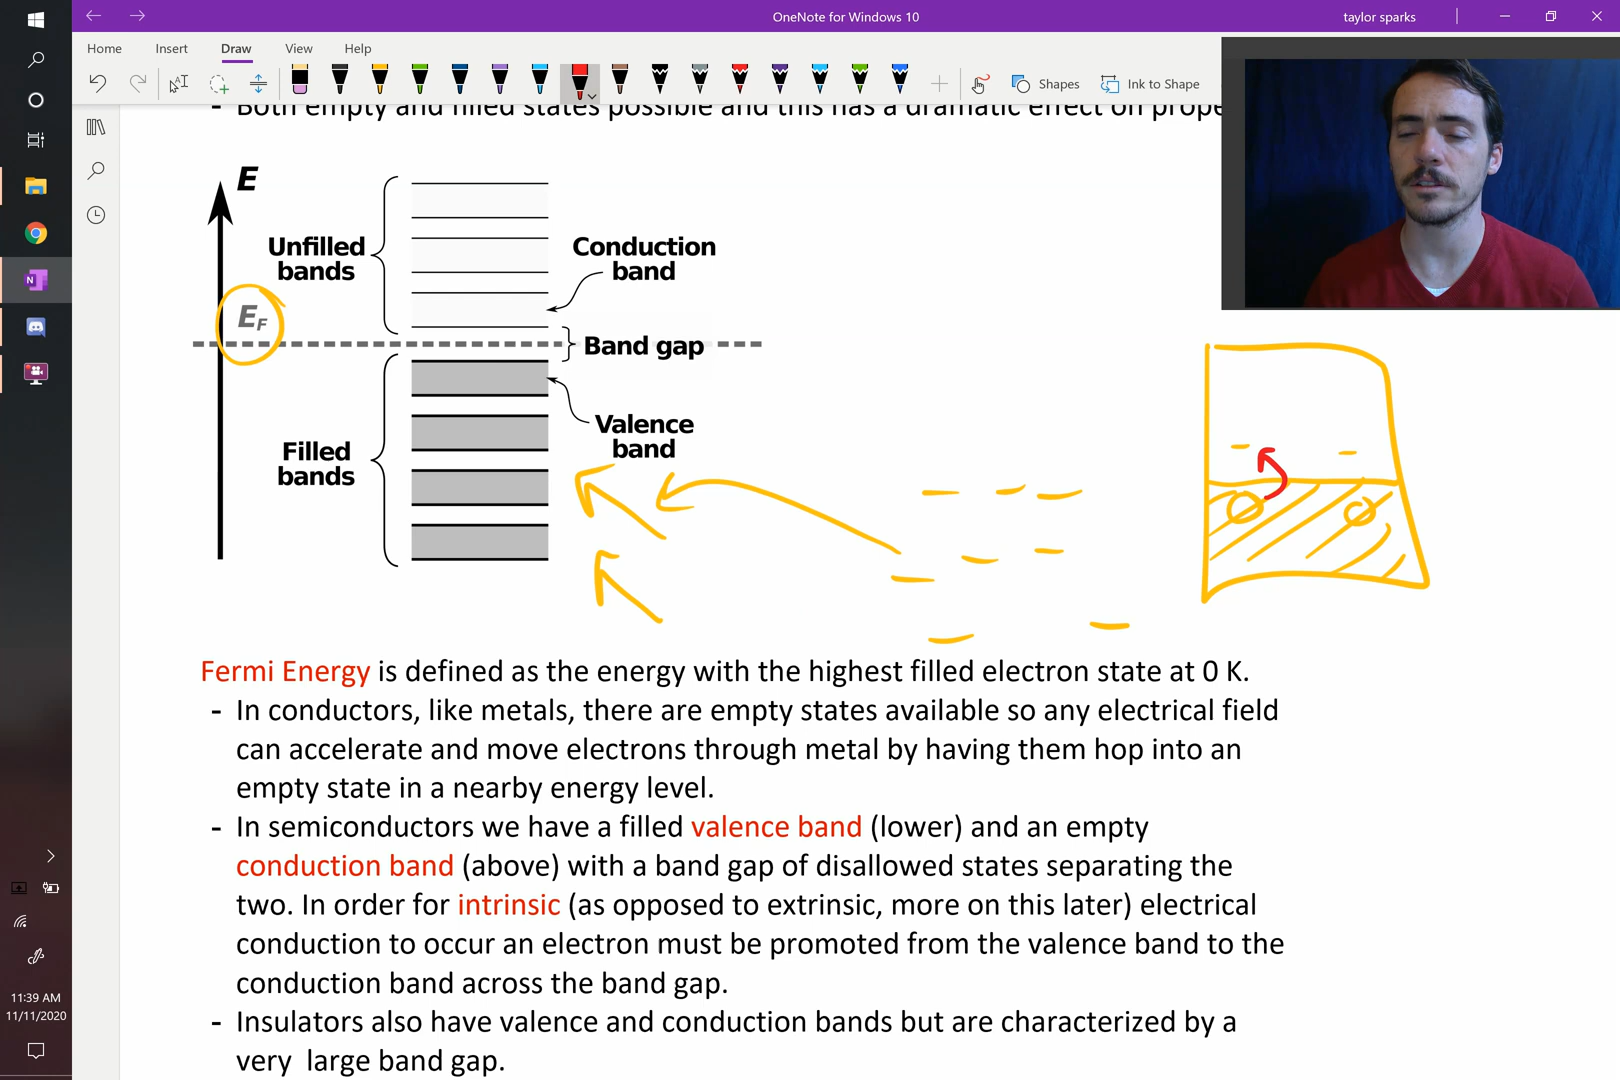 OneNote for Windows 10
taylor sparks
Home Insert Draw View Help
Shapes
Ink to Shape
- Both empty and filled states possible and this has a dramatic effect on prope
E
Unfilled
bands
Conduction
band
EF
Band gap
Valence
band
Filled
bands
Fermi Energy is defined as the energy with the highest filled electron state at 0 K.
- In conductors, like metals, there are empty states available so any electrical field
can accelerate and move electrons through metal by having them hop into an
empty state in a nearby energy level.
- In semiconductors we have a filled valence band (lower) and an empty
conduction band (above) with a band gap of disallowed states separating the
two. In order for intrinsic (as opposed to extrinsic, more on this later) electrical
conduction to occur an electron must be promoted from the valence band to the
conduction band across the band gap.
- Insulators also have valence and conduction bands but are characterized by a
very large band gap.
11:39 AM
11/11/2020